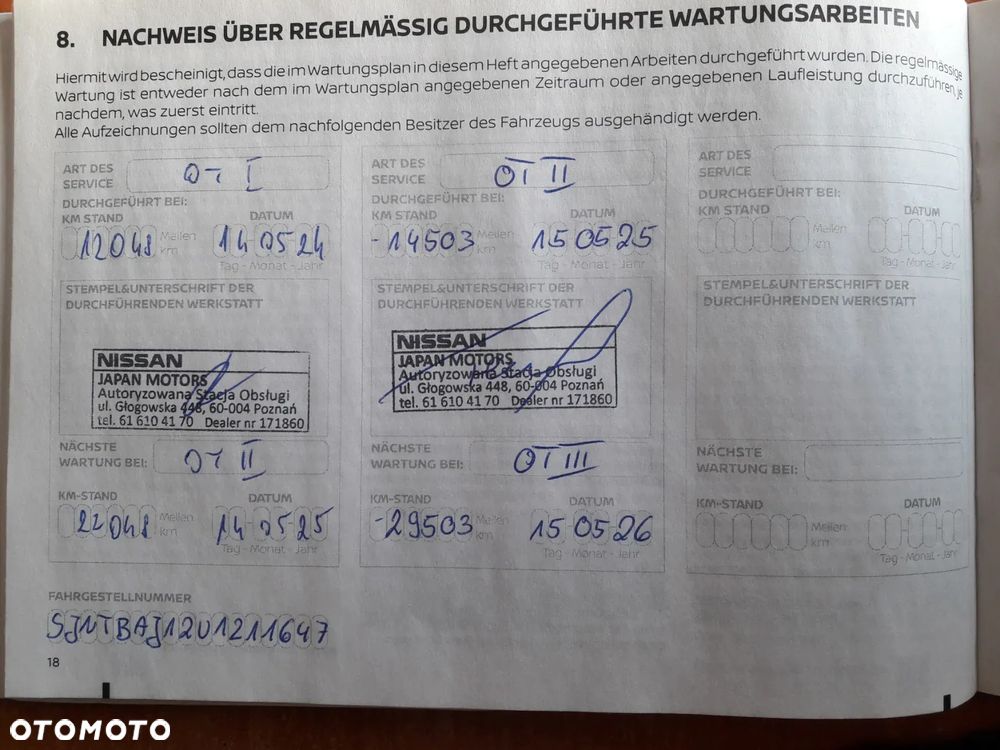 8. NACHWEIS ÜBER REGELMÄSSIG DURCHGEFÜHRTE WARTUNGSARBEITEN
Hiermit wird bescheinigt, dass die im Wartungsplan in diesem Heft angegebenen Arbeiten durchgeführt wurden. Die regelmässige
Wartung ist entweder nach dem im Wartungsplan angegebenen Zeitraum oder angegebenen Laufleistung durchzuführen, je
nachdem, was zuerst eintritt.
Alle Aufzeichnungen sollten dem nachfolgenden Besitzer des Fahrzeugs ausgehändigt werden.
ART DES SERVICE OT I
DURCHGEFÜHRT BEI:
KM STAND DATUM
12048 Meilen km 14 05 24
Tag - Monat - Jahr
STEMPEL&UNTERSCHRIFT DER
DURCHFÜHRENDEN WERKSTATT
NISSAN
JAPAN MOTORS
Autoryzowana Stacja Obsługi
ul. Głogowska 448, 60-004 Poznań
tel. 61 610 41 70 Dealer nr 171860
NÄCHSTE
WARTUNG BEI: OT II
KM-STAND DATUM
22048 Meilen km 14 05 25
Tag - Monat - Jahr
ART DES SERVICE OT II
DURCHGEFÜHRT BEI:
KM STAND DATUM
-14503 Meilen km 15 05 25
Tag - Monat - Jahr
STEMPEL&UNTERSCHRIFT DER
DURCHFÜHRENDEN WERKSTATT
NISSAN
JAPAN MOTORS
Autoryzowana Stacja Obsługi
ul. Głogowska 448, 60-004 Poznań
tel. 61 610 41 70 Dealer nr 171860
NÄCHSTE
WARTUNG BEI: OT III
KM-STAND DATUM
-29503 Meilen km 15 05 26
Tag - Monat - Jahr
ART DES
SERVICE
DURCHGEFÜHRT BEI:
KM STAND DATUM
Meilen km
Tag - Monat - Jahr
STEMPEL&UNTERSCHRIFT DER
DURCHFÜHRENDEN WERKSTATT
NÄCHSTE
WARTUNG BEI:
KM-STAND DATUM
Meilen km
Tag - Monat - Jahr
FAHRGESTELLNUMMER
SJNTBAJ12U1211647
18
OTOMOTO